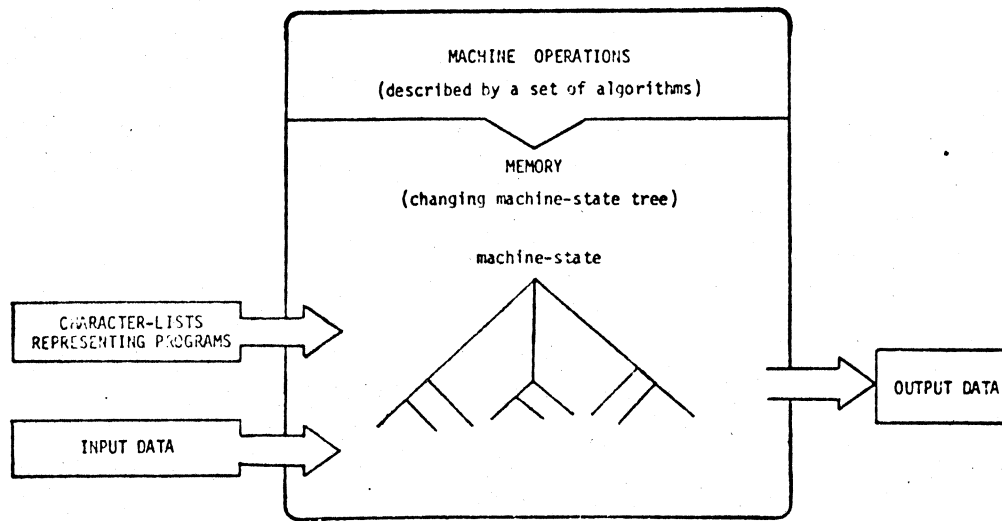 MACHINE OPERATIONS
(described by a set of algorithms)
MEMORY
(changing machine-state tree)
machine-state
CHARACTER-LISTS
REPRESENTING PROGRAMS
INPUT DATA
OUTPUT DATA